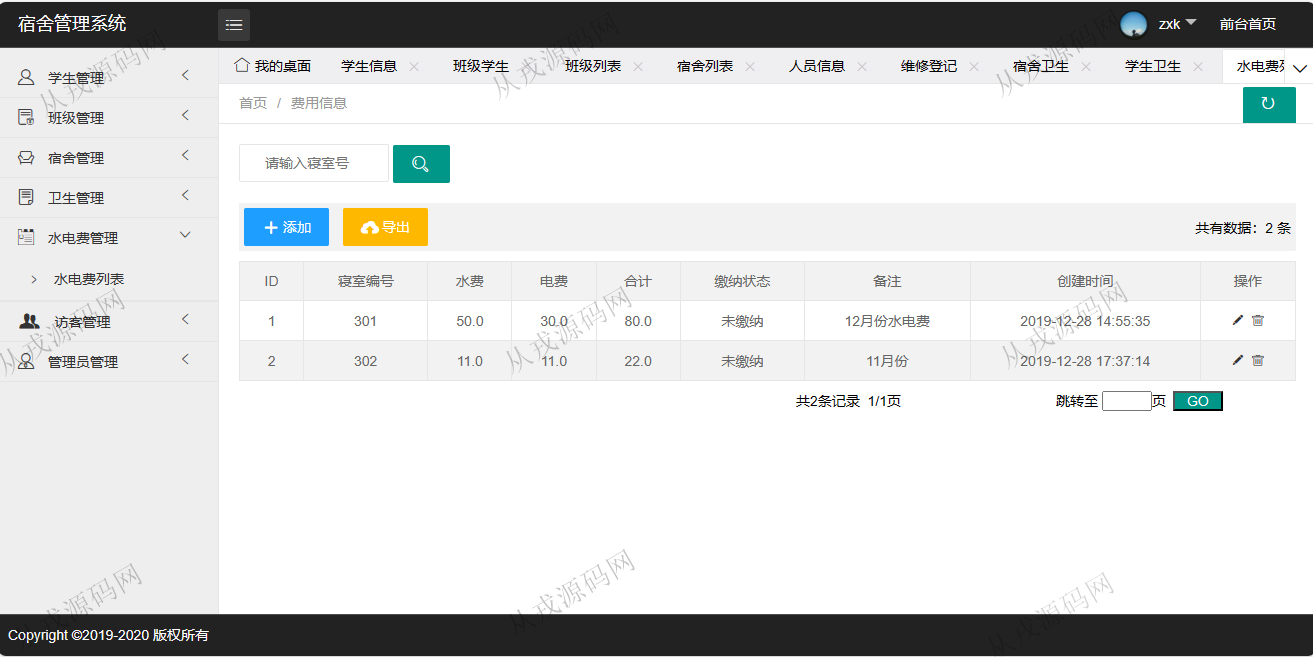 宿舍管理系统 zxk 前台首页
学生管理
班级管理
宿舍管理
卫生管理
水电费管理
水电费列表
访客管理
管理员管理
我的桌面 学生信息 班级学生 班级列表 宿舍列表 人员信息 维修登记 宿舍卫生 学生卫生 水电费列
首页 / 费用信息
请输入寝室号
添加 导出 共有数据：2 条
ID 寝室编号 水费 电费 合计 缴纳状态 备注 创建时间 操作
1 301 50.0 30.0 80.0 未缴纳 12月份水电费 2019-12-28 14:55:35
2 302 11.0 11.0 22.0 未缴纳 11月份 2019-12-28 17:37:14
共2条记录 1/1页 跳转至 页 GO
Copyright ©2019-2020 版权所有
从戎源码网
从戎源码网
从戎源码网
从戎源码网
从戎源码网
从戎源码网
从戎源码网
从戎源码网
从戎源码网